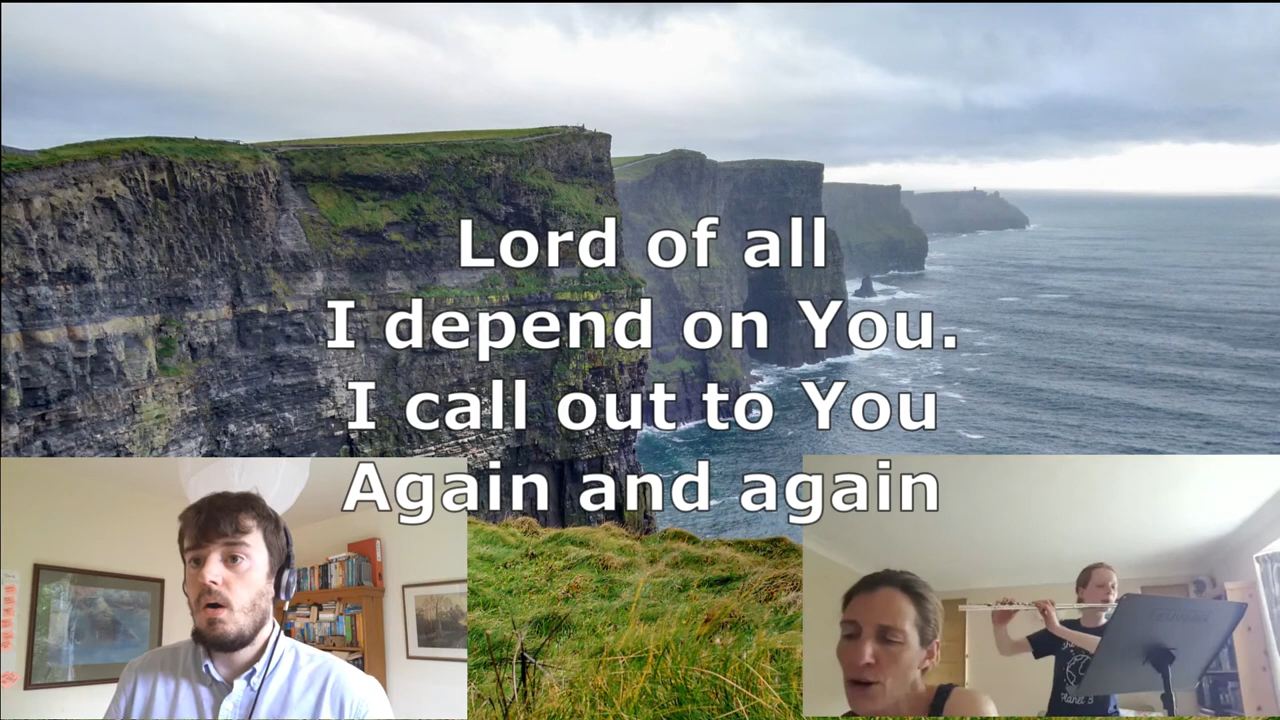 Lord of all
I depend on You.
I call out to You
Again and again